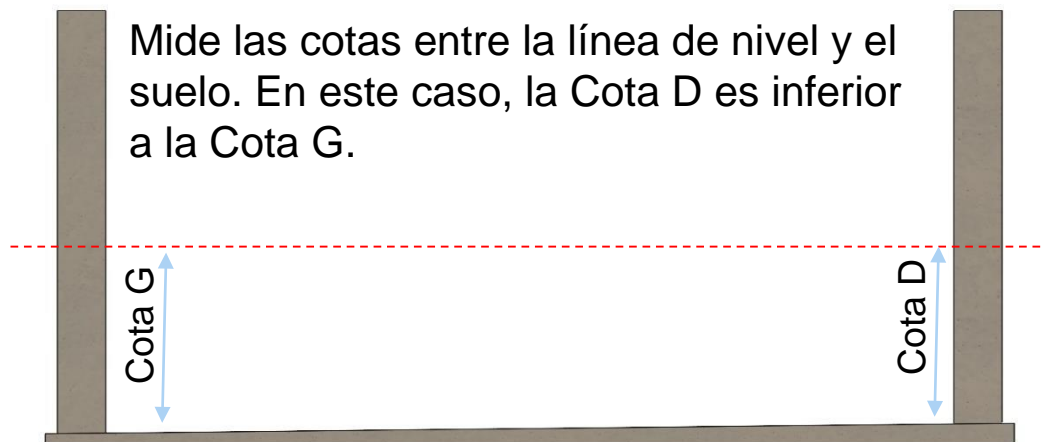 Mide las cotas entre la línea de nivel y el
suelo. En este caso, la Cota D es inferior
a la Cota G.
Cota G
Cota D